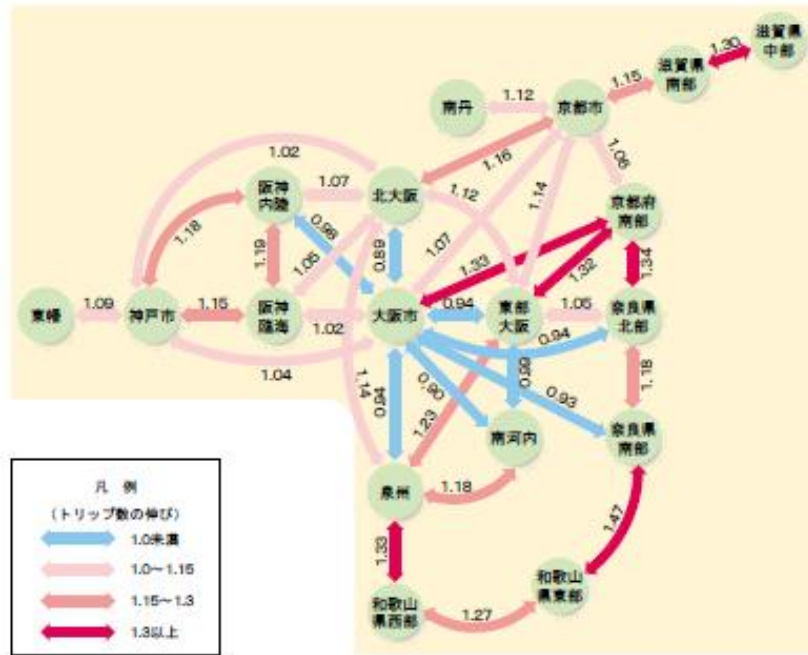 滋賀県
中部
1.30
滋賀県
南部
1.15
京都市
1.12
南丹
1.16
1.06
1.02
阪神
内陸
1.07
北大阪
1.12
1.14
京都府
南部
1.18
0.98
1.19
1.05
0.89
1.07
1.33
1.32
1.34
東幡
1.09
神戸市
1.15
阪神
臨海
1.02
大阪市
0.94
東部
大阪
1.05
奈良県
北部
0.94
1.04
1.14
0.94
0.90
0.99
0.93
1.18
1.23
南河内
奈良県
南部
泉州
1.18
1.33
1.47
和歌山
県西部
1.27
和歌山
県東部
凡 例
(トリップ数の伸び)
1.0未満
1.0~1.15
1.15~1.3
1.3以上